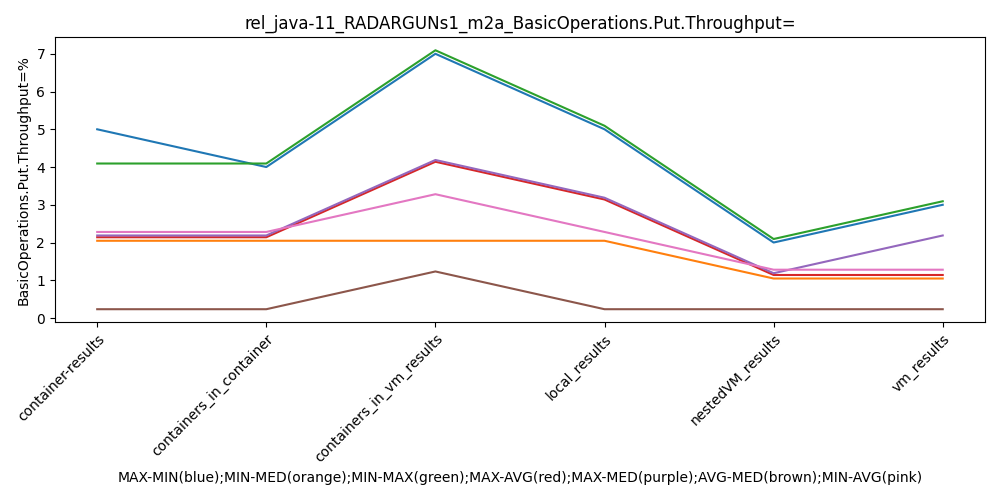 rel_java-11_RADARGUNs1_m2a_BasicOperations.Put.Throughput=
BasicOperations.Put.Throughput=%
7
6
5
4
3
2
1
0
container-results
containers_in_container
containers_in_vm_results
local_results
nestedVM_results
vm_results
MAX-MIN(blue);MIN-MED(orange);MIN-MAX(green);MAX-AVG(red);MAX-MED(purple);AVG-MED(brown);MIN-AVG(pink)